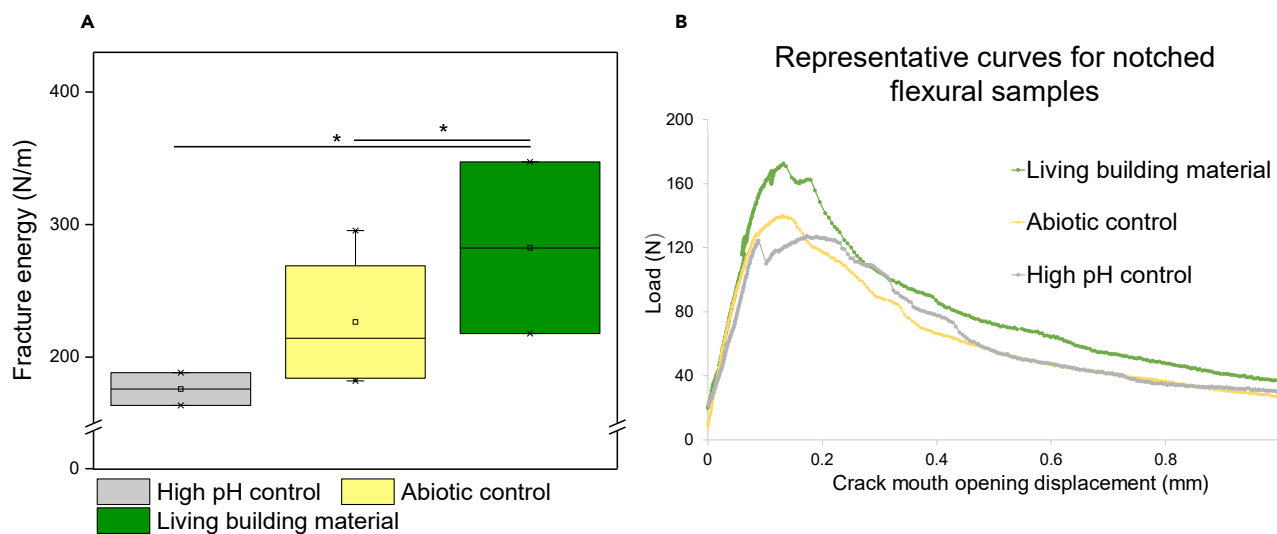 A
Fracture energy (N/m)
400
300
200
0
*
*
High pH control
Abiotic control
Living building material
B
Representative curves for notched
flexural samples
Load (N)
200
160
120
80
40
0
Living building material
Abiotic control
High pH control
0 0.2 0.4 0.6 0.8
Crack mouth opening displacement (mm)